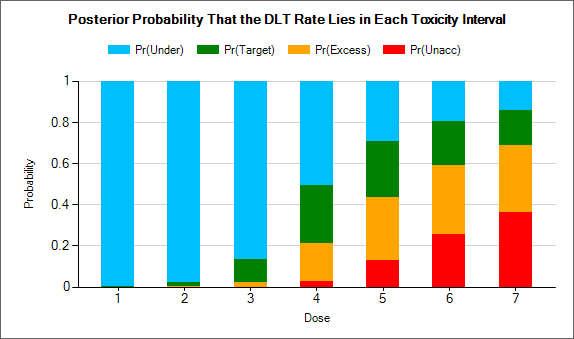 Posterior Probability That the DLT Rate Lies in Each Toxicity Interval
Pr(Under) Pr(Target) Pr(Excess) Pr(Unacc)
1
0.8
0.6
0.4
0.2
0
Probability
1 2 3 4 5 6 7
Dose